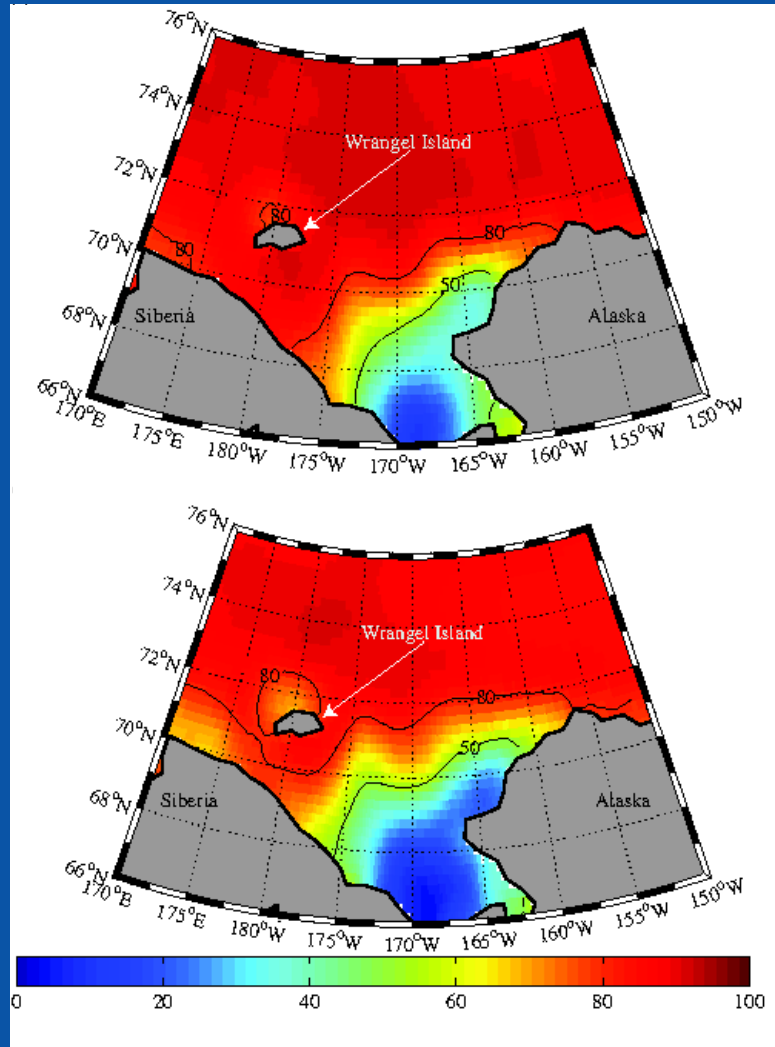 76°N
74°N
72°N
70°N
68°N
66°N
Wrangel Island
80
80
80
50
Siberia
Alaska
170°E
175°E
180°W
175°W
170°W
165°W
160°W
155°W
150°W
76°N
74°N
72°N
70°N
68°N
66°N
Wrangel Island
80
80
50
Siberia
Alaska
170°E
175°E
180°W
175°W
170°W
165°W
160°W
155°W
150°W
0 20 40 60 80 100